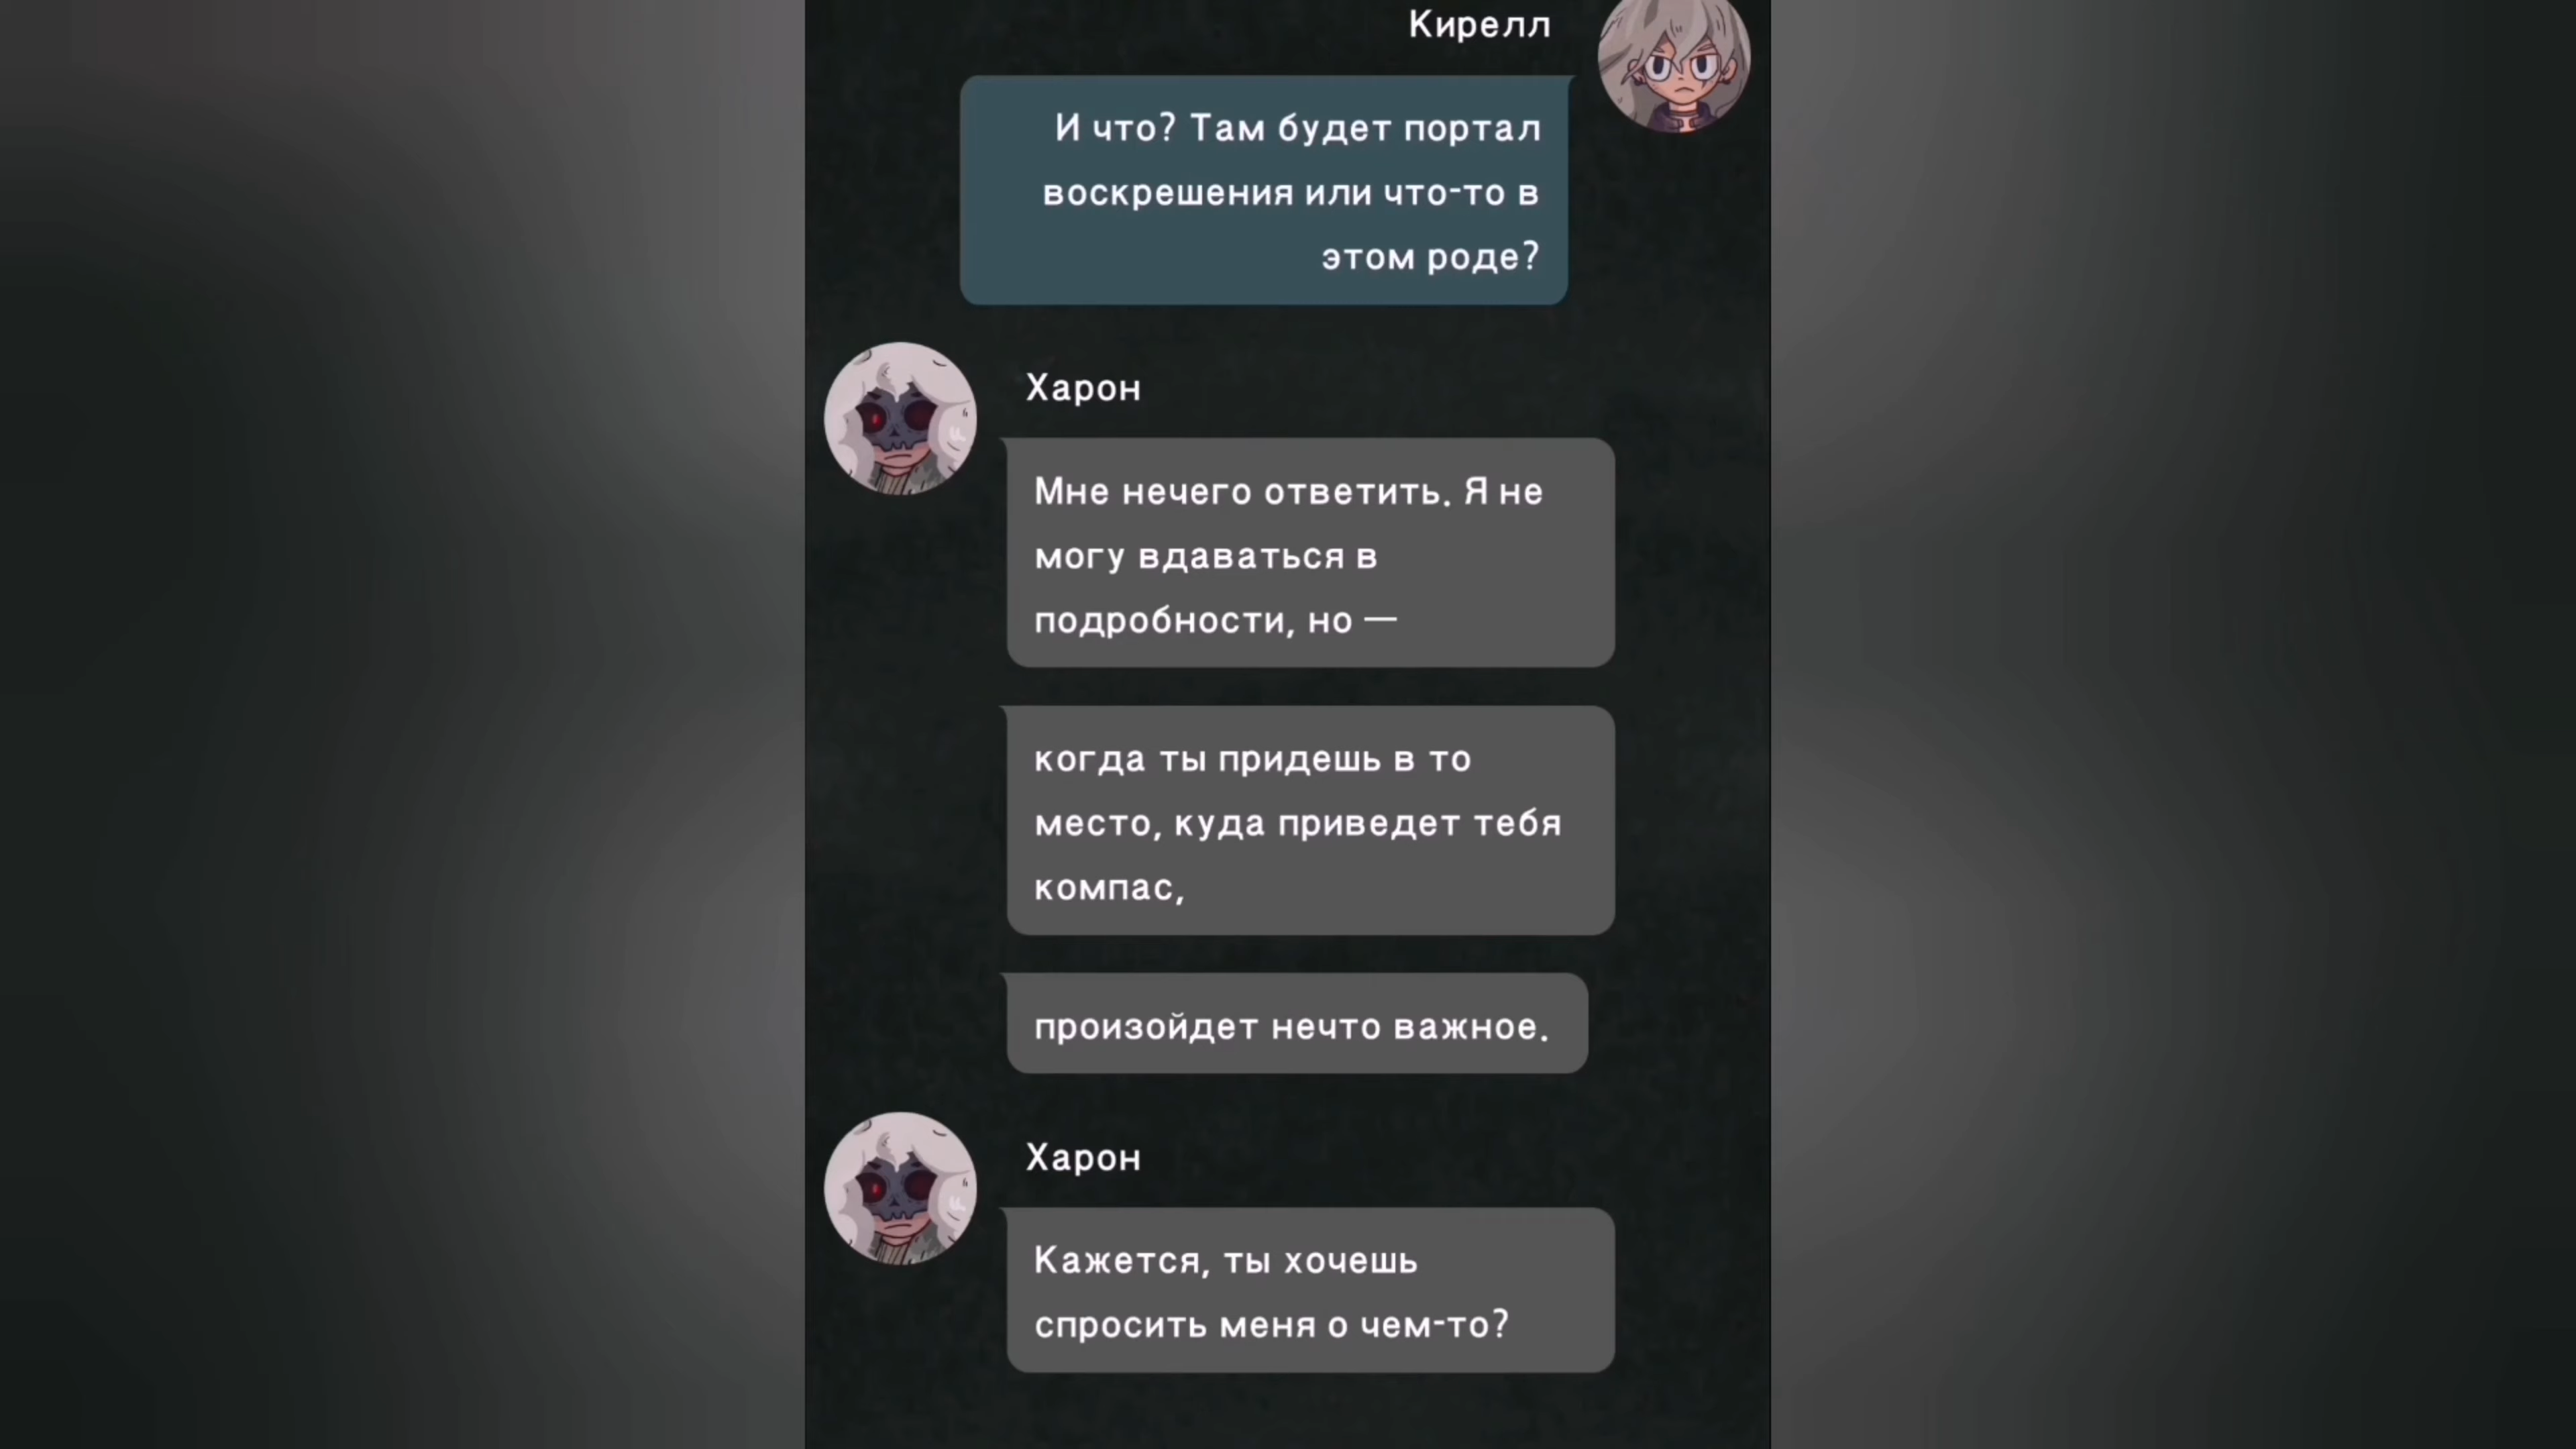 Кирелл
И что? Там будет портал
воскрешения или что-то в
этом роде?
Харон
Мне нечего ответить. Я не
могу вдаваться в
подробности, но —
когда ты придешь в то
место, куда приведет тебя
компас,
произойдет нечто важное.
Харон
Кажется, ты хочешь
спросить меня о чем-то?